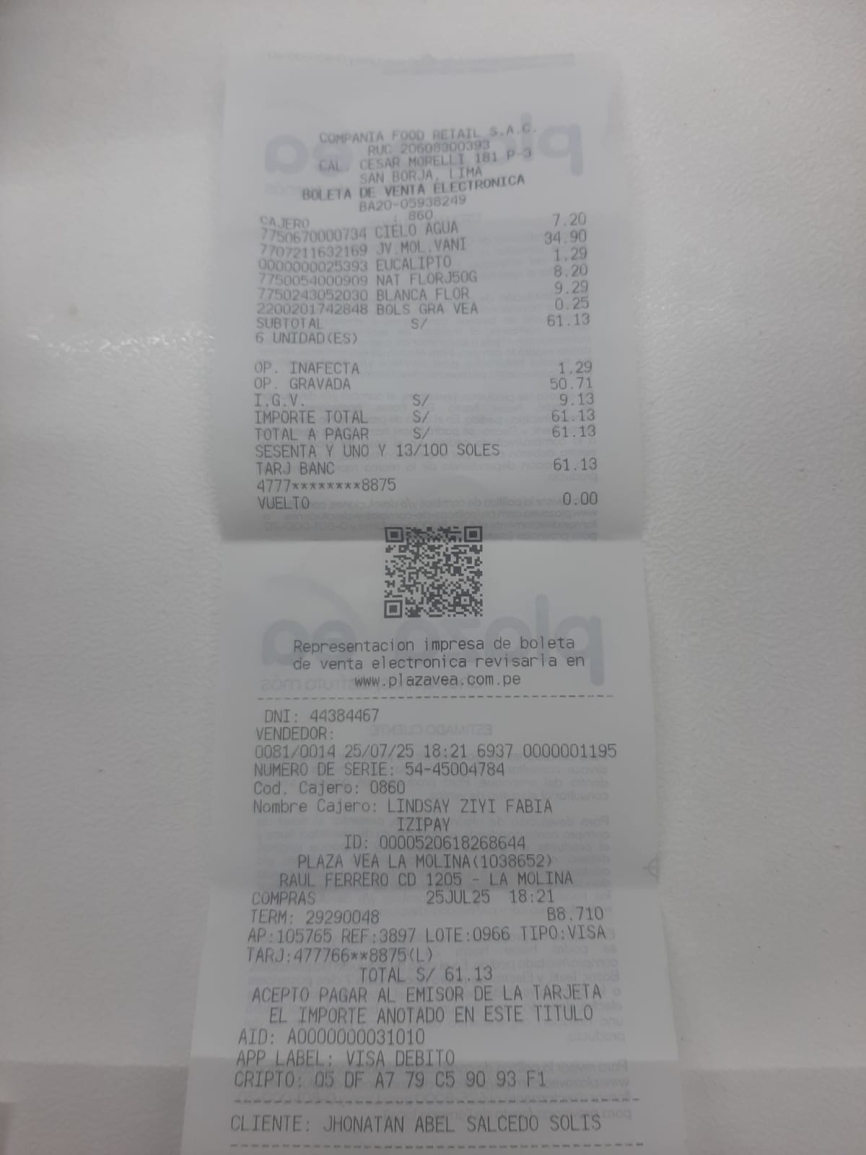 COMPANIA FOOD RETAIL S.A.C.
RUC 20608300393
CAL. CESAR MORELLI 181 P-3
SAN BORJA, LIMA
BOLETA DE VENTA ELECTRONICA
BA20-05938249
CAJERO : 860
7750670000734 CIELO AGUA 7.20
7707211632169 JV.MOL.VANI 34.90
0000000025393 EUCALIPTO 1.29
7750054000909 NAT FLORJ50G 8.20
7750243052030 BLANCA FLOR 9.29
2200201742848 BOLS GRA VEA 0.25
SUBTOTAL S/ 61.13
6 UNIDAD(ES)
OP. INAFECTA 1.29
OP. GRAVADA 50.71
I.G.V. S/ 9.13
IMPORTE TOTAL S/ 61.13
TOTAL A PAGAR S/ 61.13
SESENTA Y UNO Y 13/100 SOLES
TARJ BANC 61.13
4777********8875
VUELTO 0.00
Representacion impresa de boleta
de venta electronica revisarla en
www.plazavea.com.pe
DNI: 44384467
VENDEDOR:
0081/0014 25/07/25 18:21 6937 0000001195
NUMERO DE SERIE: 54-45004784
Cod. Cajero: 0860
Nombre Cajero: LINDSAY ZIYI FABIA
IZIPAY
ID: 0000520618268644
PLAZA VEA LA MOLINA(1038652)
RAUL FERRERO CD 1205 - LA MOLINA
COMPRAS 25JUL25 18:21
TERM: 29290048 B8.710
AP:105765 REF:3897 LOTE:0966 TIPO:VISA
TARJ:477766**8875(L)
TOTAL S/ 61.13
ACEPTO PAGAR AL EMISOR DE LA TARJETA
EL IMPORTE ANOTADO EN ESTE TITULO
AID: A0000000031010
APP LABEL: VISA DEBITO
CRIPTO: 05 DF A7 79 C5 90 93 F1
CLIENTE: JHONATAN ABEL SALCEDO SOLIS